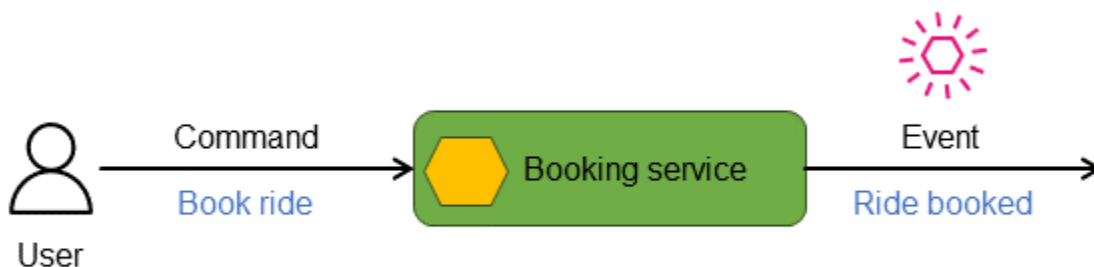 Command
Book ride
User
Booking service
Event
Ride booked